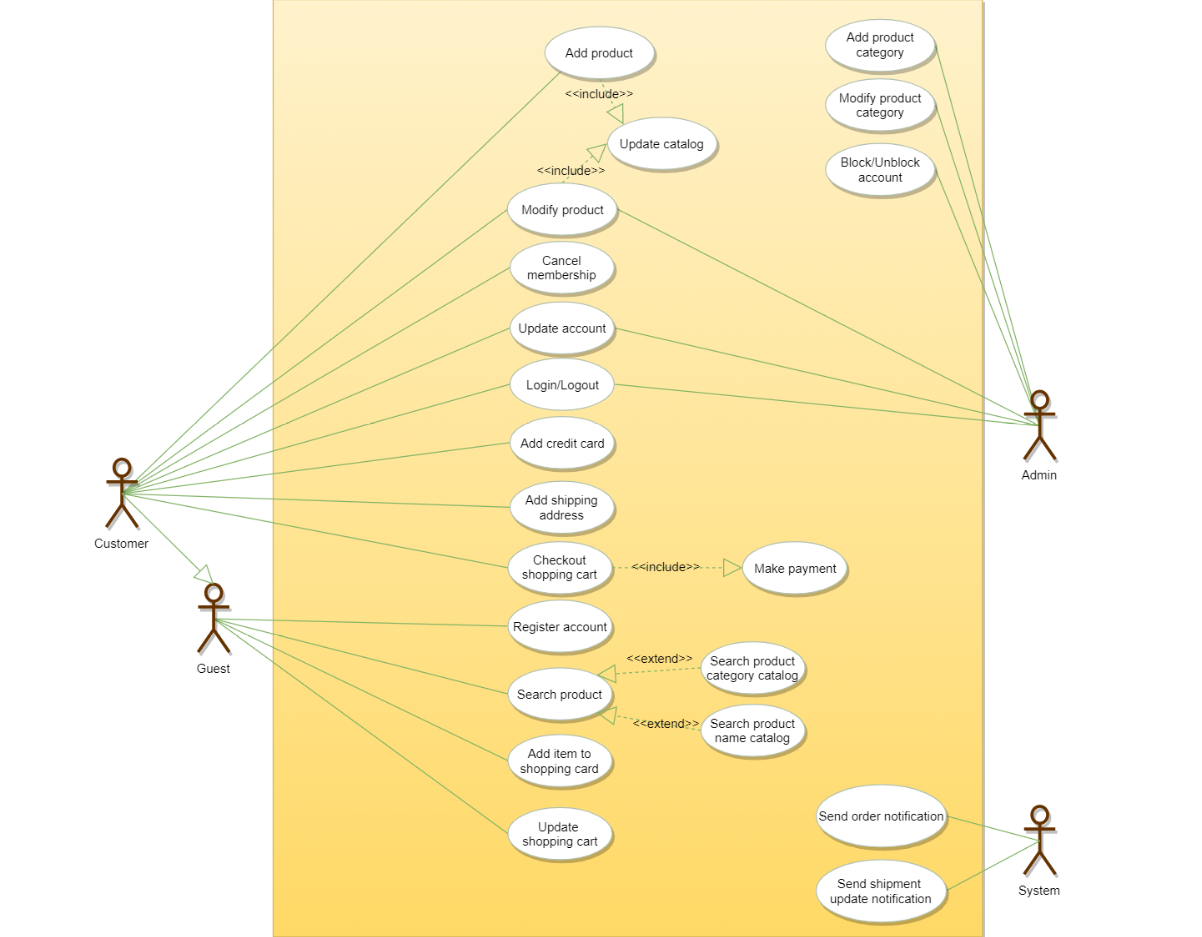 Add product
<<include>>
Update catalog
<<include>>
Modify product
Cancel
membership
Update account
Login/Logout
Add credit card
Add shipping
address
Checkout
shopping cart
<<include>>
Make payment
Register account
Search product
<<extend>>
Search product
category catalog
<<extend>>
Search product
name catalog
Add item to
shopping card
Update
shopping cart
Add product
category
Modify product
category
Block/Unblock
account
Send order notification
Send shipment
update notification
Customer
Guest
Admin
System